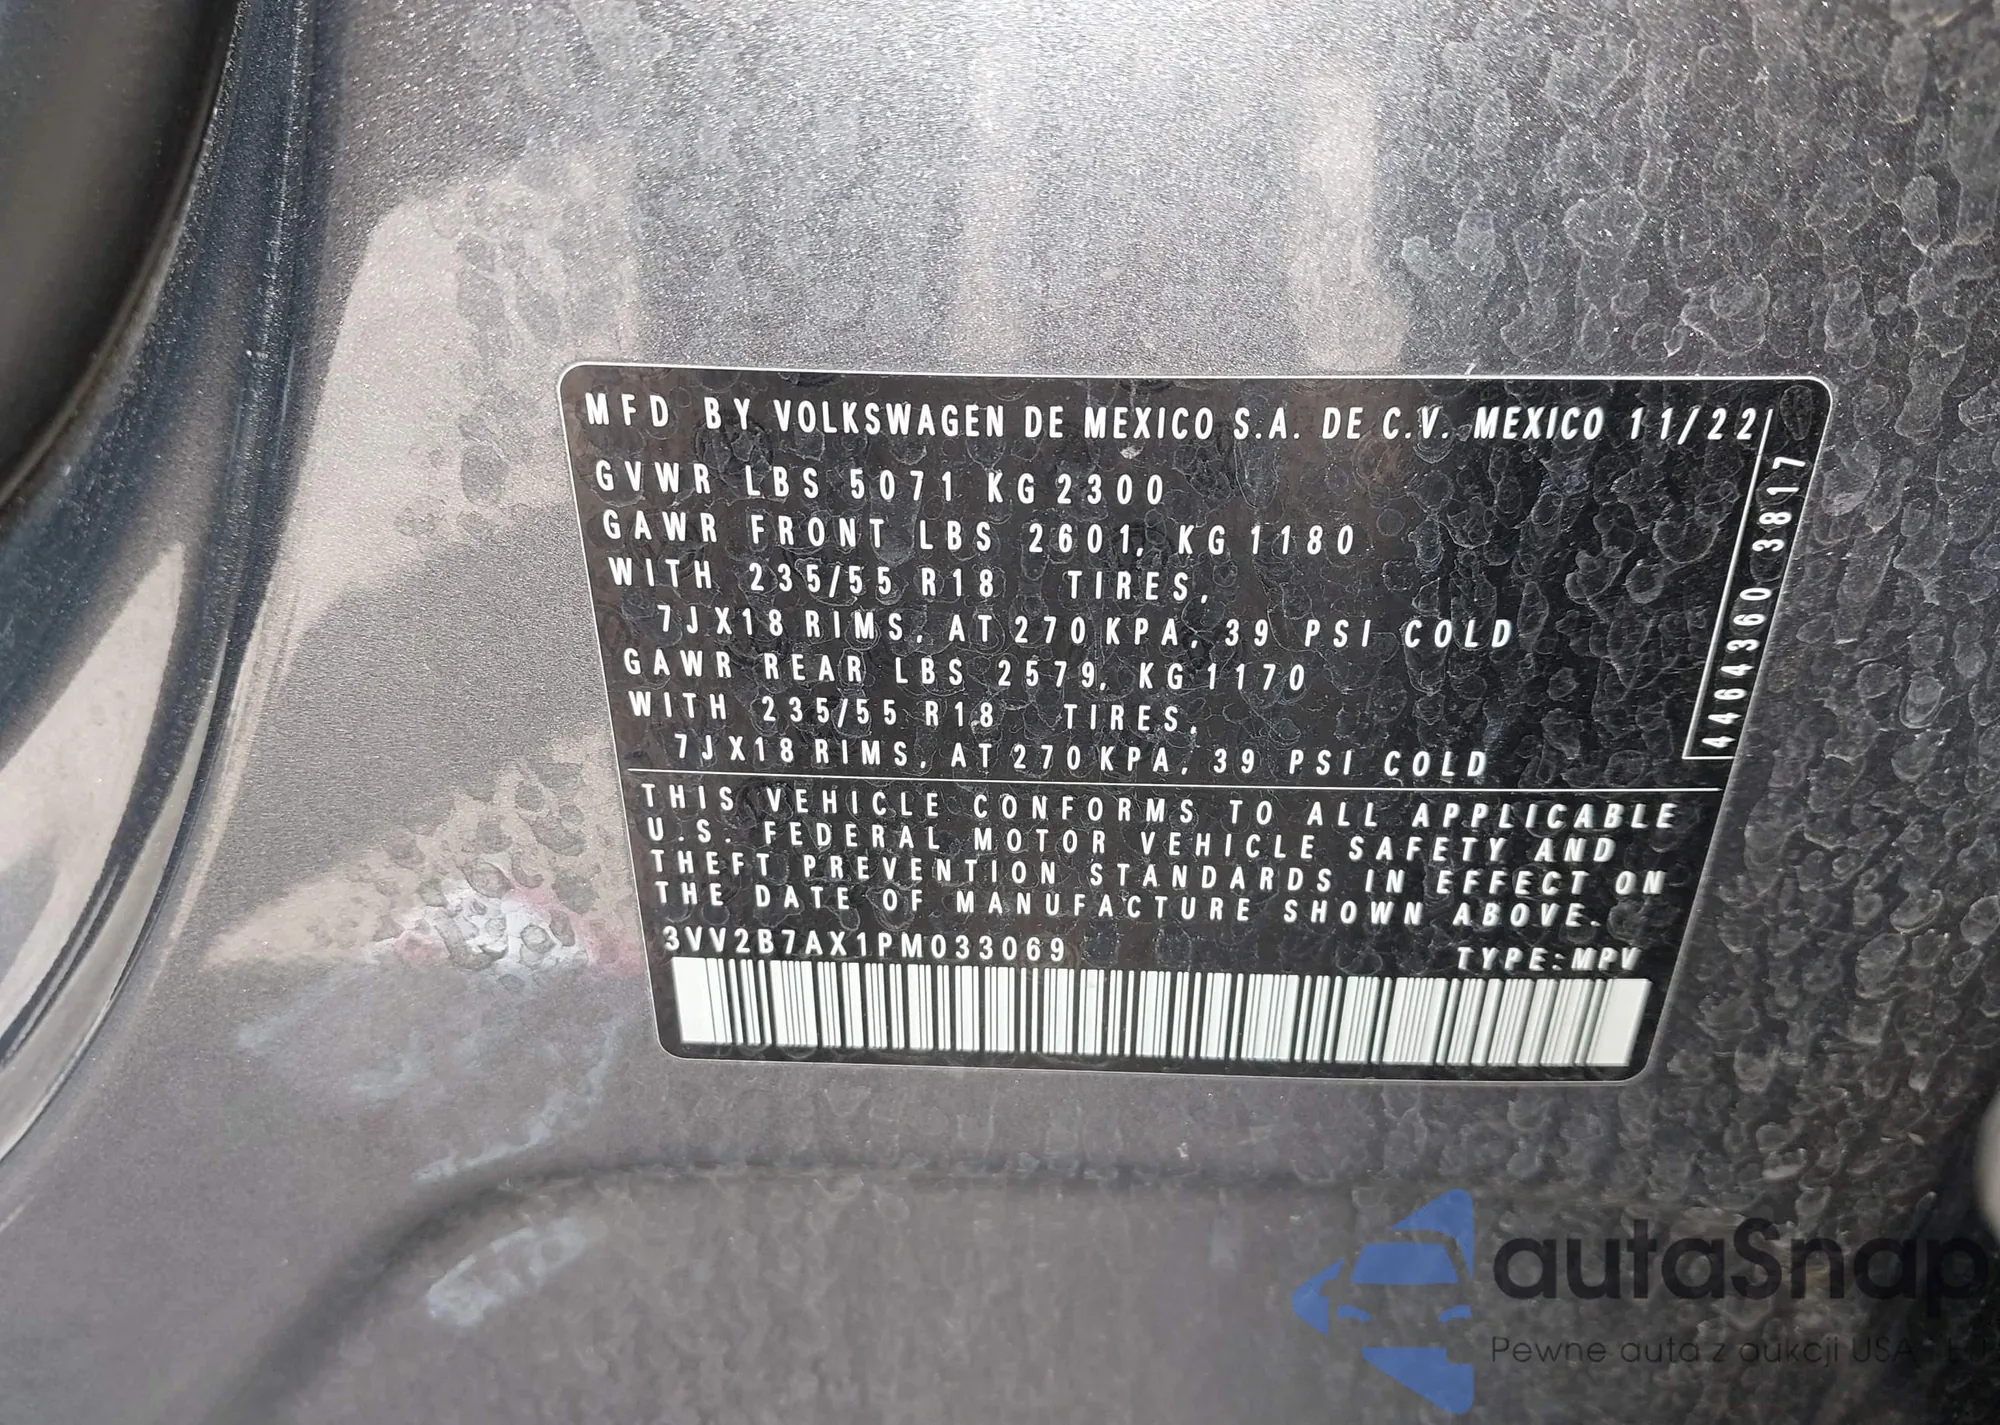 MFD BY VOLKSWAGEN DE MEXICO S.A. DE C.V. MEXICO 11/22
GVWR LBS 5071 KG 2300
GAWR FRONT LBS 2601, KG 1180
WITH 235/55 R18 TIRES,
7JX18 RIMS, AT 270 KPA, 39 PSI COLD
GAWR REAR LBS 2579, KG 1170
WITH 235/55 R18 TIRES,
7JX18 RIMS, AT 270 KPA, 39 PSI COLD
4464360 3817
THIS VEHICLE CONFORMS TO ALL APPLICABLE
U.S. FEDERAL MOTOR VEHICLE SAFETY AND
THEFT PREVENTION STANDARDS IN EFFECT ON
THE DATE OF MANUFACTURE SHOWN ABOVE.
3VV2B7AX1PM033069 TYPE:MPV
autaSnap
Pewne auta z aukcji USA